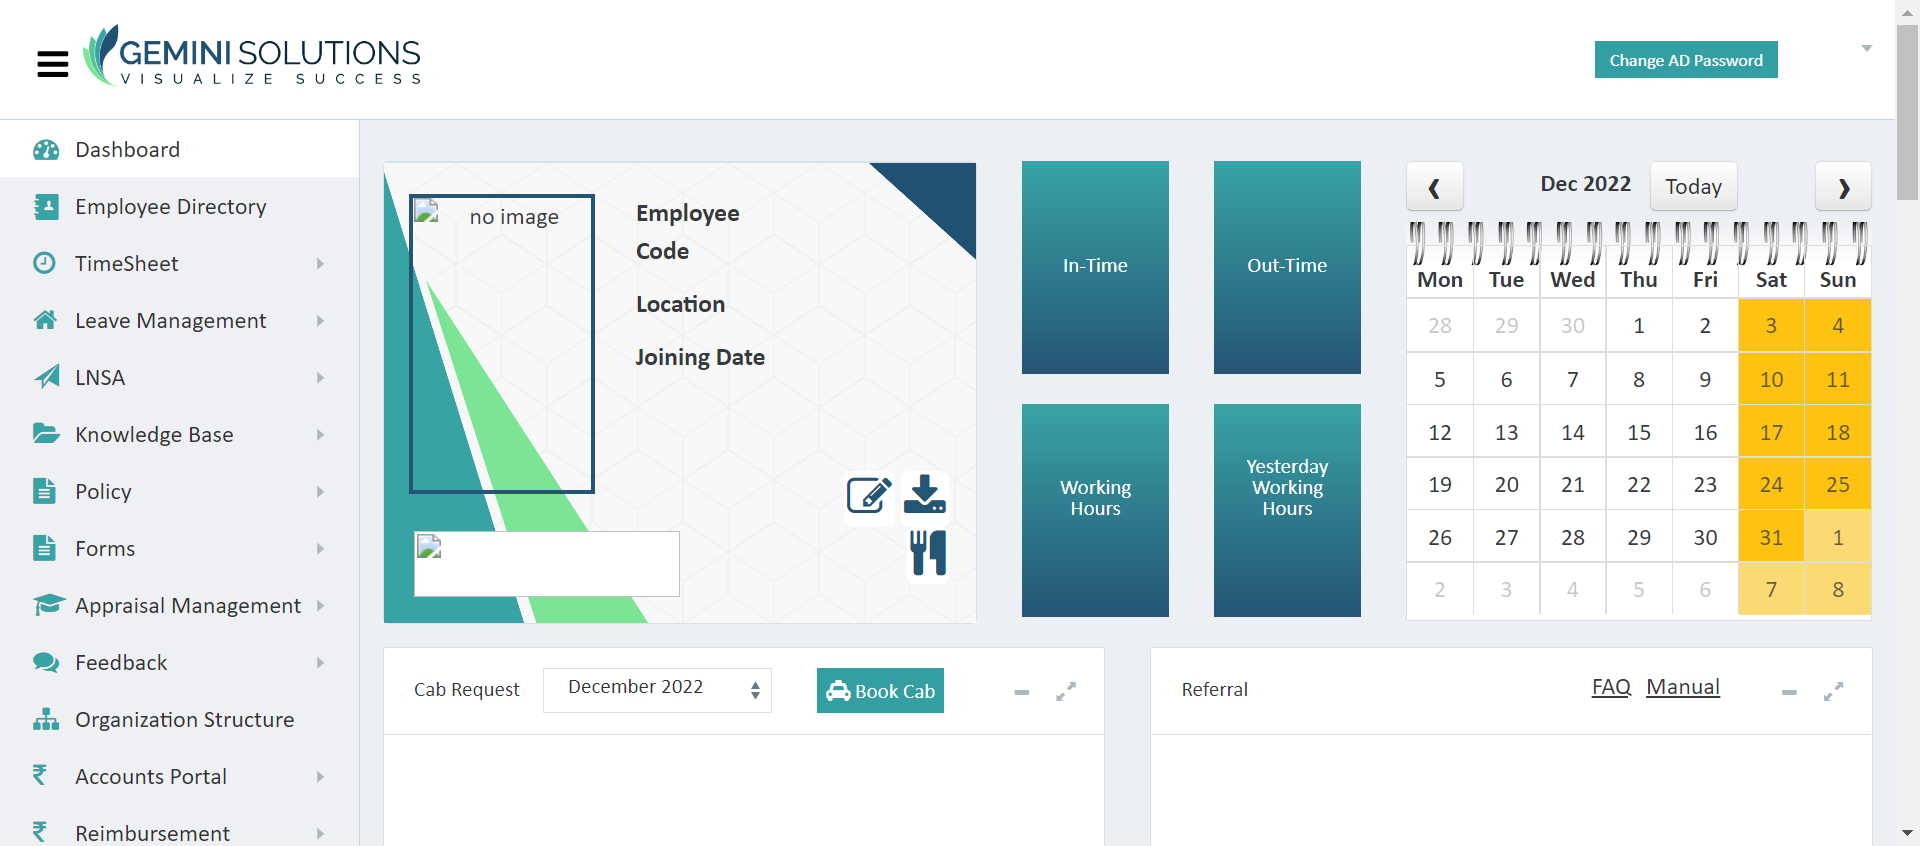 GEMINI SOLUTIONS
VISUALIZE SUCCESS
Change AD Password
Dashboard
Employee Directory
TimeSheet
Leave Management
LNSA
Knowledge Base
Policy
Forms
Appraisal Management
Feedback
Organization Structure
Accounts Portal
Reimbursement
no image
Employee
Code
Location
Joining Date
In-Time
Out-Time
Working
Hours
Yesterday
Working
Hours
Dec 2022
Today
Mon Tue Wed Thu Fri Sat Sun
28 29 30 1 2 3 4
5 6 7 8 9 10 11
12 13 14 15 16 17 18
19 20 21 22 23 24 25
26 27 28 29 30 31 1
2 3 4 5 6 7 8
Cab Request
December 2022
Book Cab
Referral
FAQ Manual